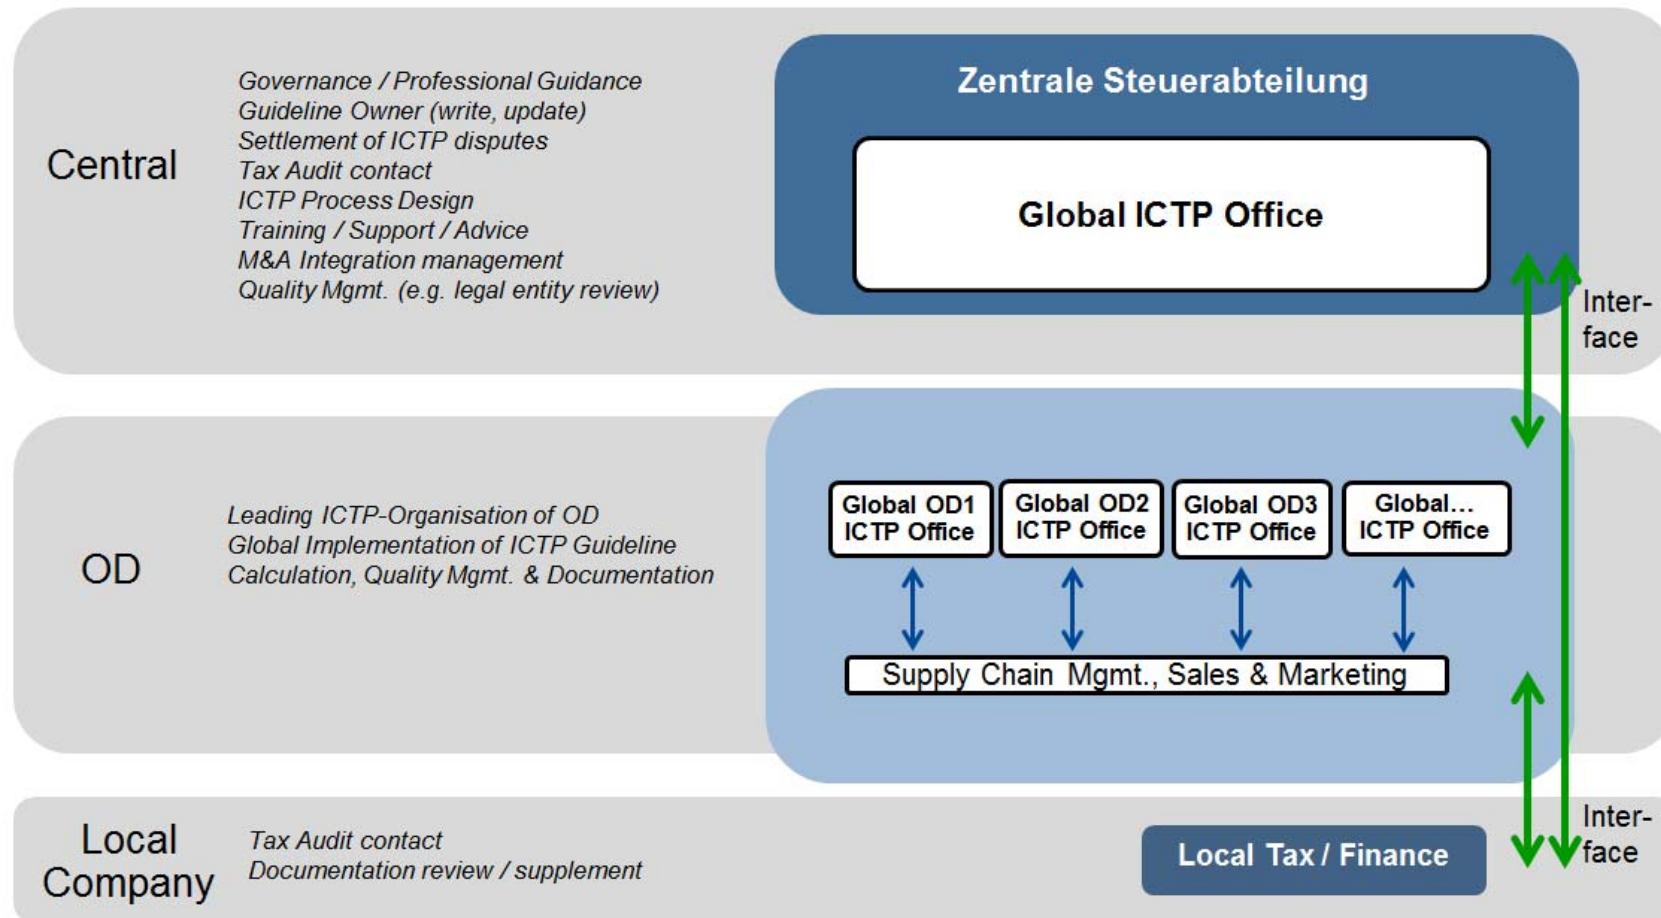 Central
Governance / Professional Guidance
Guideline Owner (write, update)
Settlement of ICTP disputes
Tax Audit contact
ICTP Process Design
Training / Support / Advice
M&A Integration management
Quality Mgmt. (e.g. legal entity review)
Zentrale Steuerabteilung
Global ICTP Office
Inter-
face
OD
Leading ICTP-Organisation of OD
Global Implementation of ICTP Guideline
Calculation, Quality Mgmt. & Documentation
Global OD1
ICTP Office
Global OD2
ICTP Office
Global OD3
ICTP Office
Global...
ICTP Office
Supply Chain Mgmt., Sales & Marketing
Local
Company
Tax Audit contact
Documentation review / supplement
Local Tax / Finance
Inter-
face